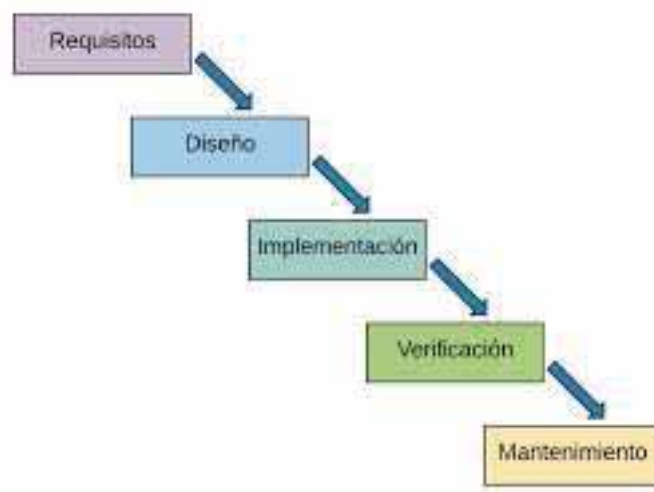 Requisitos
Diseño
Implementación
Verificación
Mantenimiento